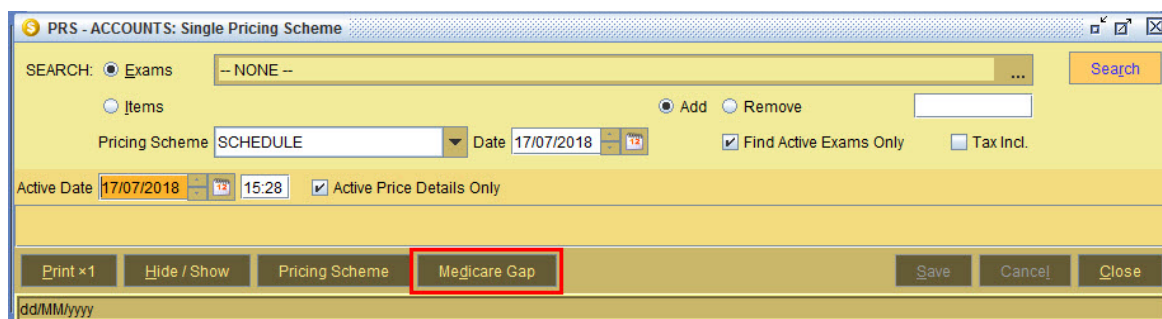 PRS - ACCOUNTS: Single Pricing Scheme
SEARCH: Exams -- NONE -- ... Search
Items Add Remove
Pricing Scheme SCHEDULE Date 17/07/2018 12 Find Active Exams Only Tax Incl.
Active Date 17/07/2018 12 15:28 Active Price Details Only
Print ×1 Hide / Show Pricing Scheme Medicare Gap Save Cancel Close
dd/MM/yyyy